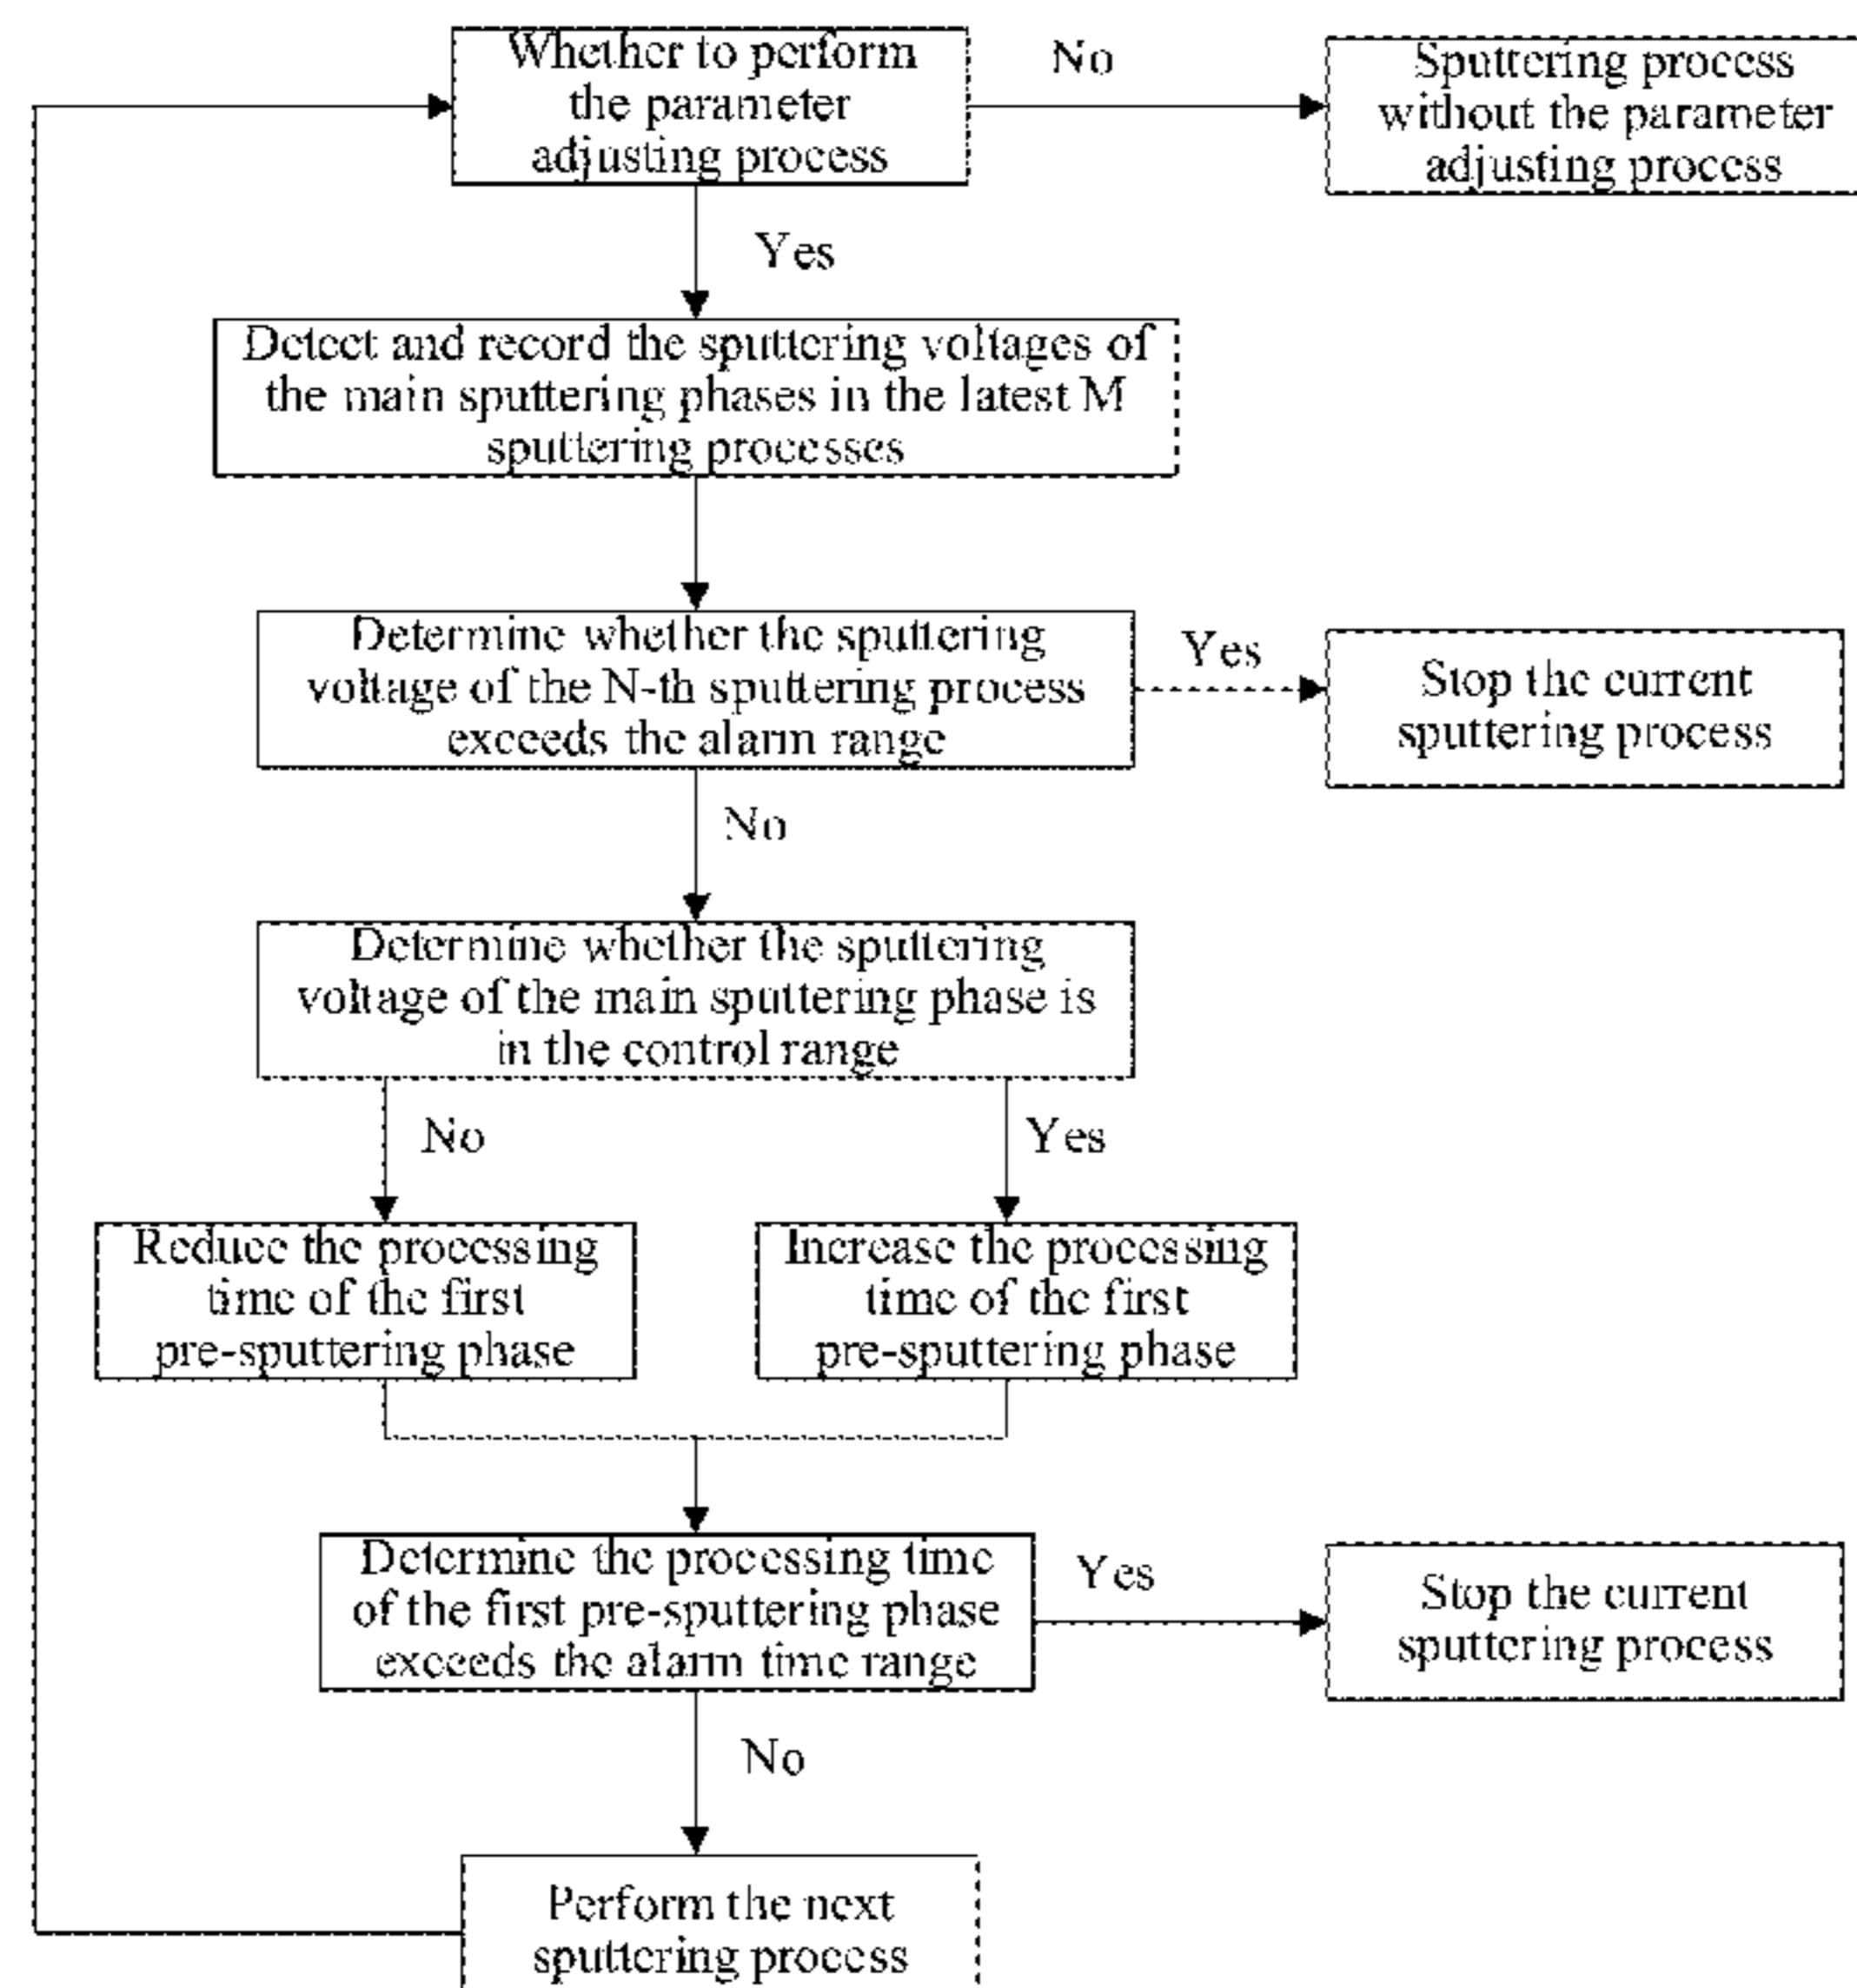 Whether to perform
the parameter
adjusting process
No
Sputtering process
without the parameter
adjusting process
Yes
Detect and record the sputtering voltages of
the main sputtering phases in the latest M
sputtering processes
Determine whether the sputtering
voltage of the N-th sputtering process
exceeds the alarm range
Yes
Stop the current
sputtering process
No
Determine whether the sputtering
voltage of the main sputtering phase is
in the control range
No
Yes
Reduce the processing
time of the first
pre-sputtering phase
Increase the processing
time of the first
pre-sputtering phase
Determine the processing time
of the first pre-sputtering phase
exceeds the alarm time range
Yes
Stop the current
sputtering process
No
Perform the next
sputtering process